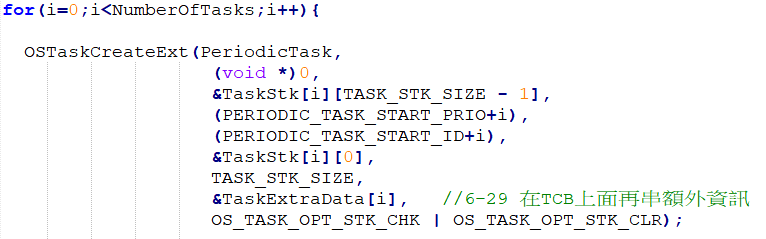 for(i=0;i<NumberOfTasks;i++){
OSTaskCreateExt(PeriodicTask,
(void *)0,
&TaskStk[i][TASK_STK_SIZE - 1],
(PERIODIC_TASK_START_PRIO+i),
(PERIODIC_TASK_START_ID+i),
&TaskStk[i][0],
TASK_STK_SIZE,
&TaskExtraData[i],   //6-29 在TCB上面再串額外資訊
OS_TASK_OPT_STK_CHK | OS_TASK_OPT_STK_CLR);